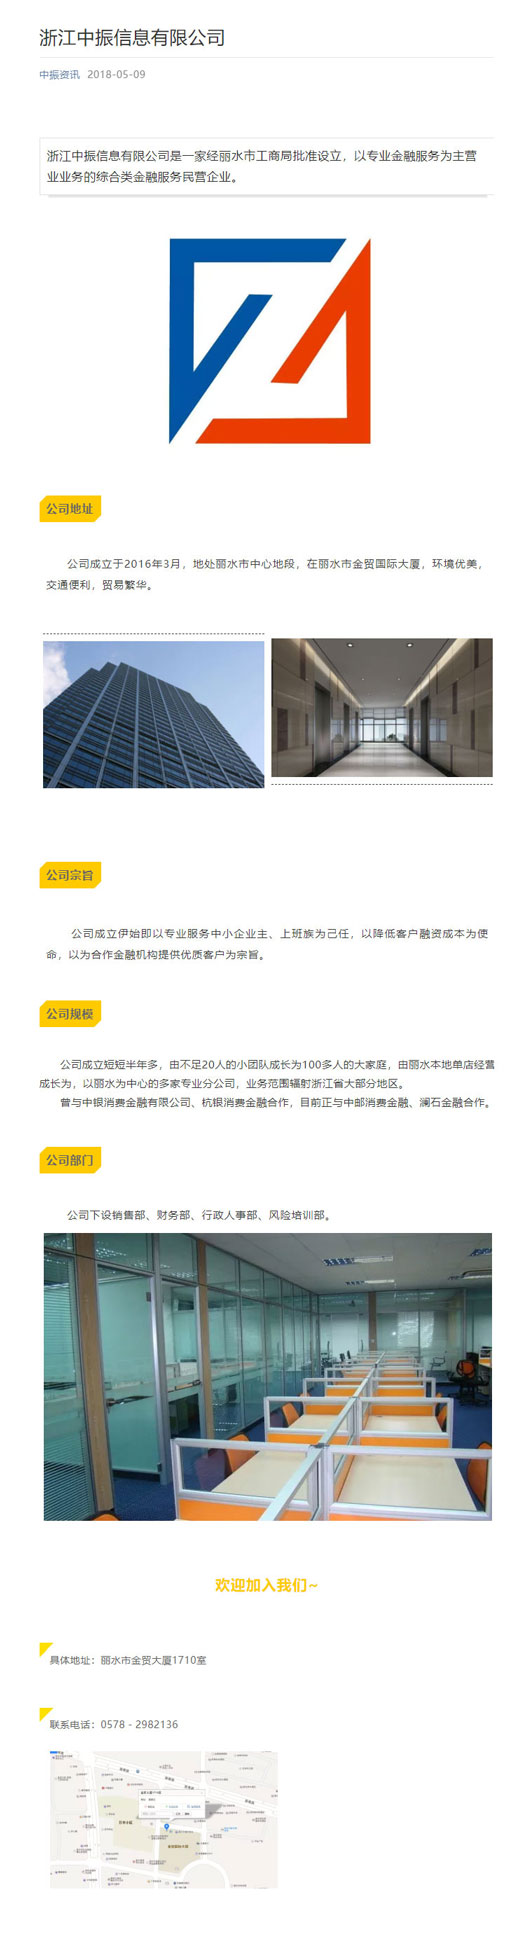 浙江中振信息有限公司
中振资讯 2018-05-09
浙江中振信息有限公司是一家经丽水市工商局批准设立，以专业金融服务为主营
业业务的综合类金融服务民营企业。
公司地址
公司成立于2016年3月，地处丽水市中心地段，在丽水市金贸国际大厦，环境优美，
交通便利，贸易繁华。
公司宗旨
公司成立伊始即以专业服务中小企业主、上班族为己任，以降低客户融资成本为使
命，以为合作金融机构提供优质客户为宗旨。
公司规模
公司成立短短半年多，由不足20人的小团队成长为100多人的大家庭，由丽水本地单店经营
成长为，以丽水为中心的多家专业分公司，业务范围辐射浙江省大部分地区。
曾与中银消费金融有限公司、杭银消费金融合作，目前正与中邮消费金融、澜石金融合作。
公司部门
公司下设销售部、财务部、行政人事部、风险培训部。
欢迎加入我们~
具体地址：丽水市金贸大厦1710室
联系电话：0578 - 2982136